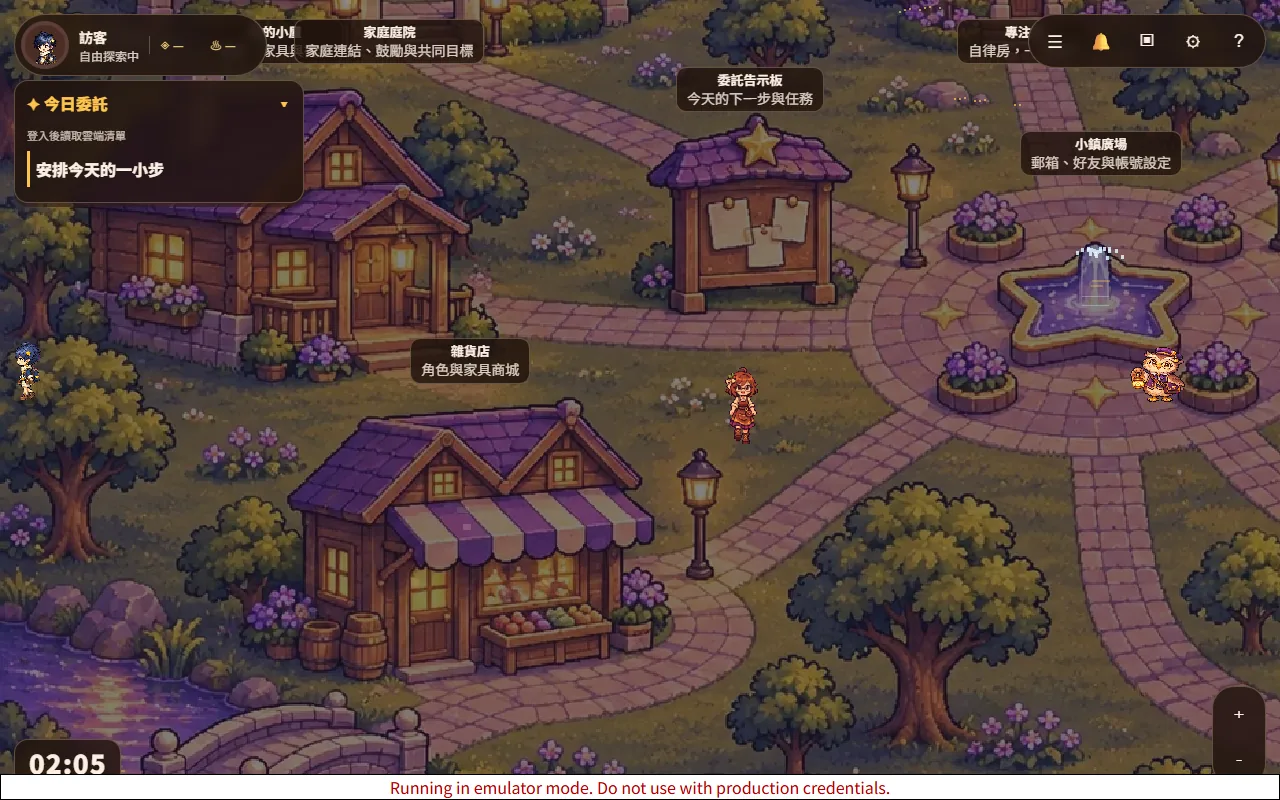 訪客
自由探索中
的小屋
家庭庭院
家庭連結、鼓勵與共同目標
專注
自律房,
?
今日委託
登入後讀取雲端清單
安排今天的一小步
委託告示板
今天的下一步與任務
小鎮廣場
郵箱、好友與帳號設定
雜貨店
角色與家具商城
+
-
02:05
Running in emulator mode. Do not use with production credentials.